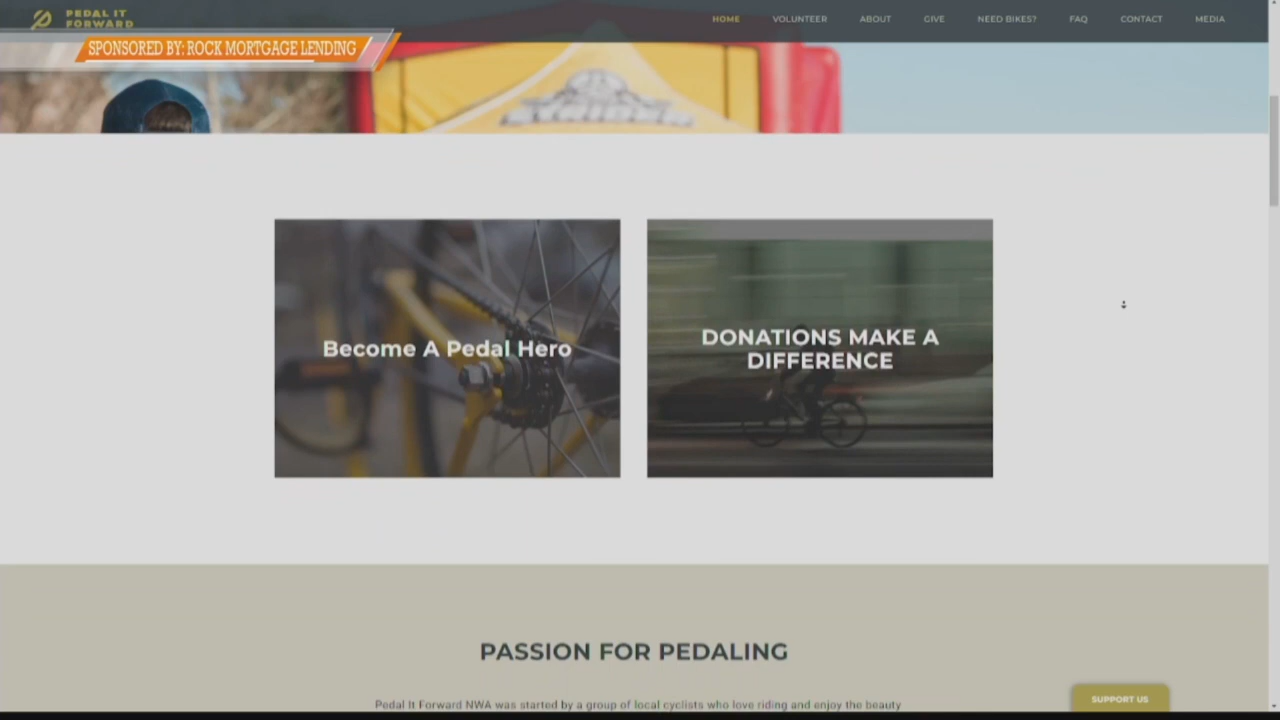 PEDAL IT
FORWARD
HOME VOLUNTEER ABOUT GIVE NEED BIKES? FAQ CONTACT MEDIA
SPONSORED BY: ROCK MORTGAGE LENDING
Become A Pedal Hero
DONATIONS MAKE A
DIFFERENCE
PASSION FOR PEDALING
SUPPORT US
Pedal It Forward NWA was started by a group of local cyclists who love riding and enjoy the beauty